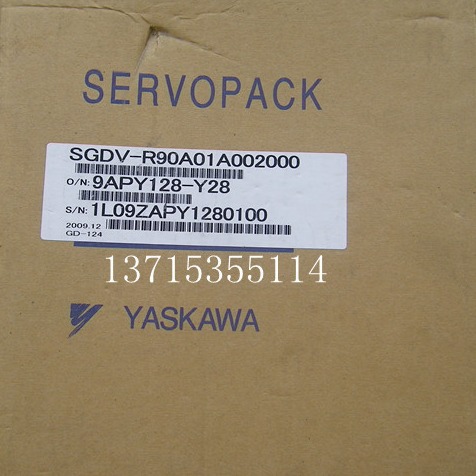 SERVOPACK
SGDV-R90A01A002000
O/N: 9APY128-Y28
S/N: 1L09ZAPY1280100
2009.12
GD-124
13715355114
YASKAWA